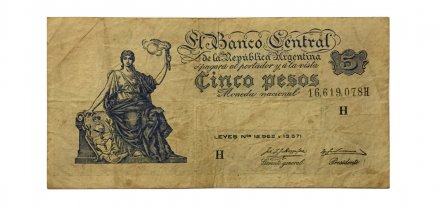 El Banco Central
de la República Argentina
pagará al portador y á la vista
Cinco pesos
5
Moneda nacional
16,619,078H
H
LEYES Nos 12.962 y 13.571
H
Gerente general
Presidente